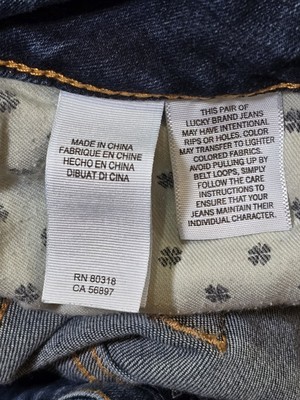 MADE IN CHINA
FABRIQUE EN CHINE
HECHO EN CHINA
DIBUAT DI CINA
RN 80318
CA 56897
THIS PAIR OF
LUCKY BRAND JEANS
MAY HAVE INTENTIONAL
RIPS OR HOLES. COLOR
MAY TRANSFER TO LIGHTER
COLORED FABRICS.
AVOID PULLING UP BY
BELT LOOPS, SIMPLY
FOLLOW THE CARE
INSTRUCTIONS TO
ENSURE THAT YOUR
JEANS MAINTAIN THEIR
INDIVIDUAL CHARACTER.